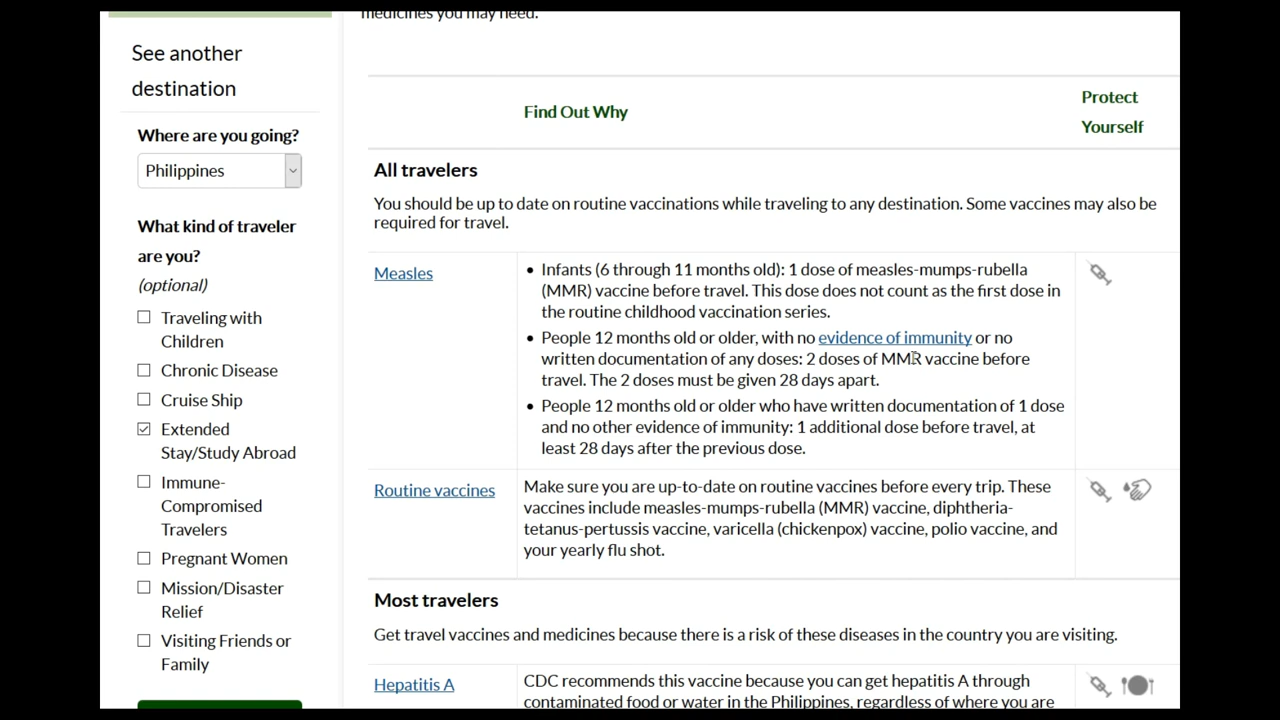 medicines you may need.
See another
destination
Where are you going?
Philippines
What kind of traveler
are you?
(optional)
Traveling with
Children
Chronic Disease
Cruise Ship
Extended
Stay/Study Abroad
Immune-
Compromised
Travelers
Pregnant Women
Mission/Disaster
Relief
Visiting Friends or
Family
Find Out Why
Protect
Yourself
All travelers
You should be up to date on routine vaccinations while traveling to any destination. Some vaccines may also be
required for travel.
Measles
• Infants (6 through 11 months old): 1 dose of measles-mumps-rubella
(MMR) vaccine before travel. This dose does not count as the first dose in
the routine childhood vaccination series.
• People 12 months old or older, with no evidence of immunity or no
written documentation of any doses: 2 doses of MMR vaccine before
travel. The 2 doses must be given 28 days apart.
• People 12 months old or older who have written documentation of 1 dose
and no other evidence of immunity: 1 additional dose before travel, at
least 28 days after the previous dose.
Routine vaccines
Make sure you are up-to-date on routine vaccines before every trip. These
vaccines include measles-mumps-rubella (MMR) vaccine, diphtheria-
tetanus-pertussis vaccine, varicella (chickenpox) vaccine, polio vaccine, and
your yearly flu shot.
Most travelers
Get travel vaccines and medicines because there is a risk of these diseases in the country you are visiting.
Hepatitis A
CDC recommends this vaccine because you can get hepatitis A through
contaminated food or water in the Philippines, regardless of where you are